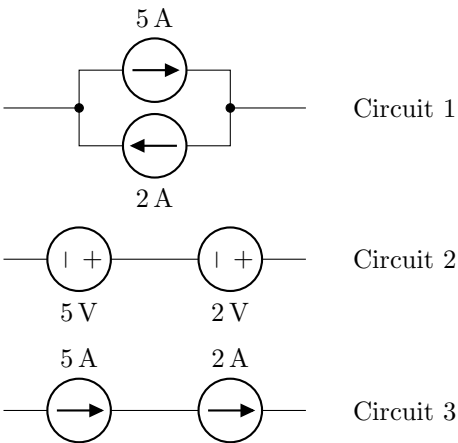 5 A
Circuit 1
2 A
Circuit 2
5 V 2 V
5 A 2 A
Circuit 3